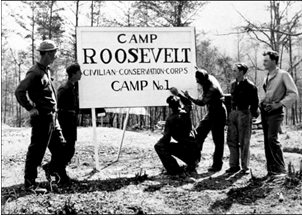 CAMP
ROOSEVELT
CIVILIAN-CONSERVATION-CORPS
CAMP No.1